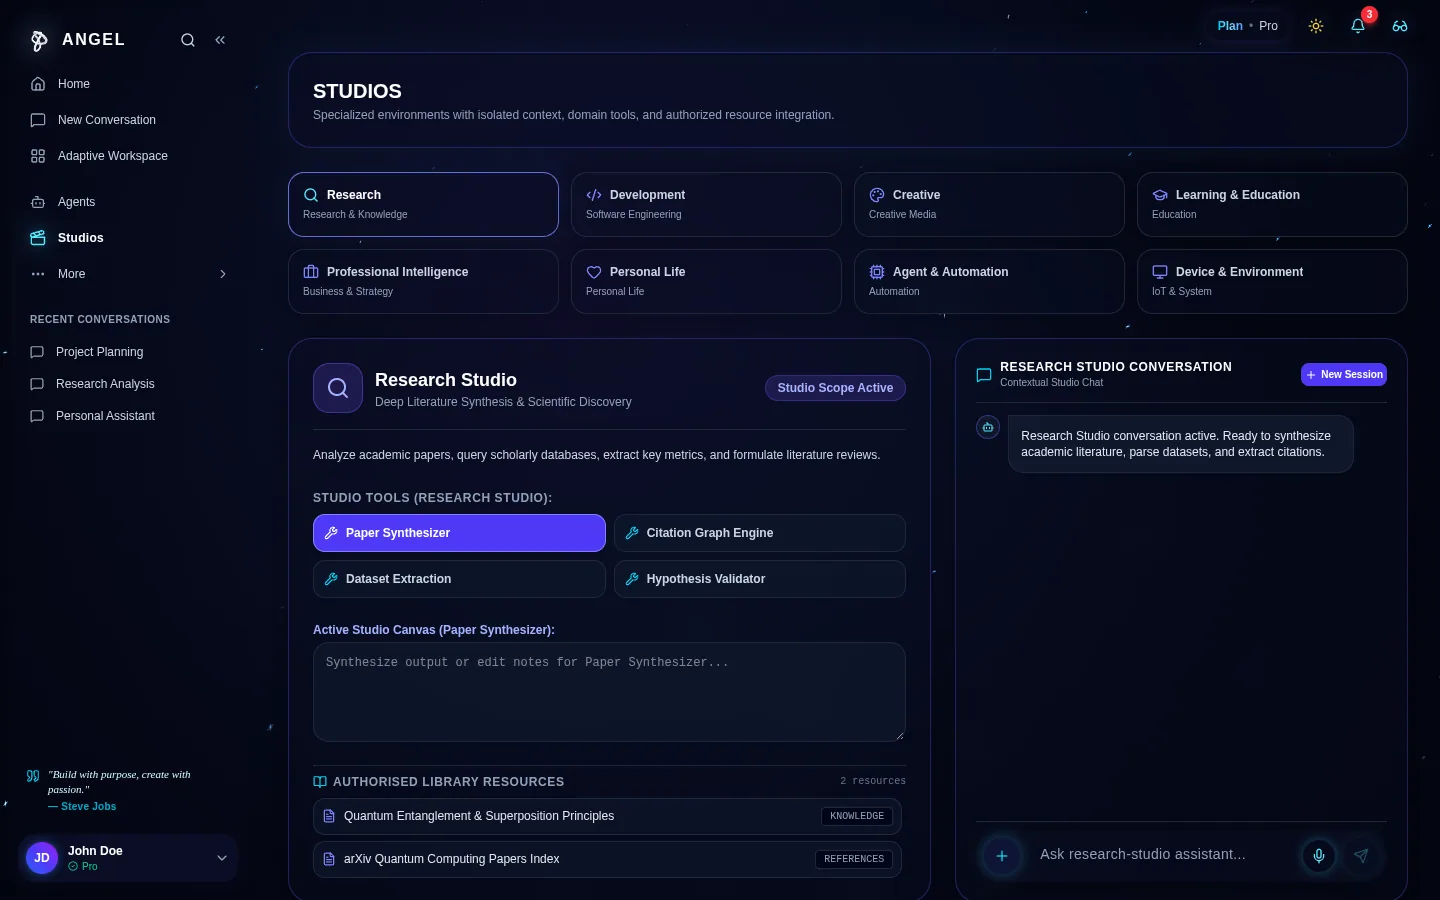 ANGEL
Home
New Conversation
Adaptive Workspace
Agents
Studios
More
RECENT CONVERSATIONS
Project Planning
Research Analysis
Personal Assistant
"Build with purpose, create with
passion."
— Steve Jobs
JD
John Doe
Pro
Plan • Pro
3
STUDIOS
Specialized environments with isolated context, domain tools, and authorized resource integration.
Research
Research & Knowledge
Development
Software Engineering
Creative
Creative Media
Learning & Education
Education
Professional Intelligence
Business & Strategy
Personal Life
Personal Life
Agent & Automation
Automation
Device & Environment
IoT & System
Research Studio
Deep Literature Synthesis & Scientific Discovery
Studio Scope Active
Analyze academic papers, query scholarly databases, extract key metrics, and formulate literature reviews.
STUDIO TOOLS (RESEARCH STUDIO):
Paper Synthesizer
Citation Graph Engine
Dataset Extraction
Hypothesis Validator
Active Studio Canvas (Paper Synthesizer):
Synthesize output or edit notes for Paper Synthesizer...
AUTHORISED LIBRARY RESOURCES
2 resources
Quantum Entanglement & Superposition Principles
KNOWLEDGE
arXiv Quantum Computing Papers Index
REFERENCES
RESEARCH STUDIO CONVERSATION
Contextual Studio Chat
New Session
Research Studio conversation active. Ready to synthesize
academic literature, parse datasets, and extract citations.
Ask research-studio assistant...